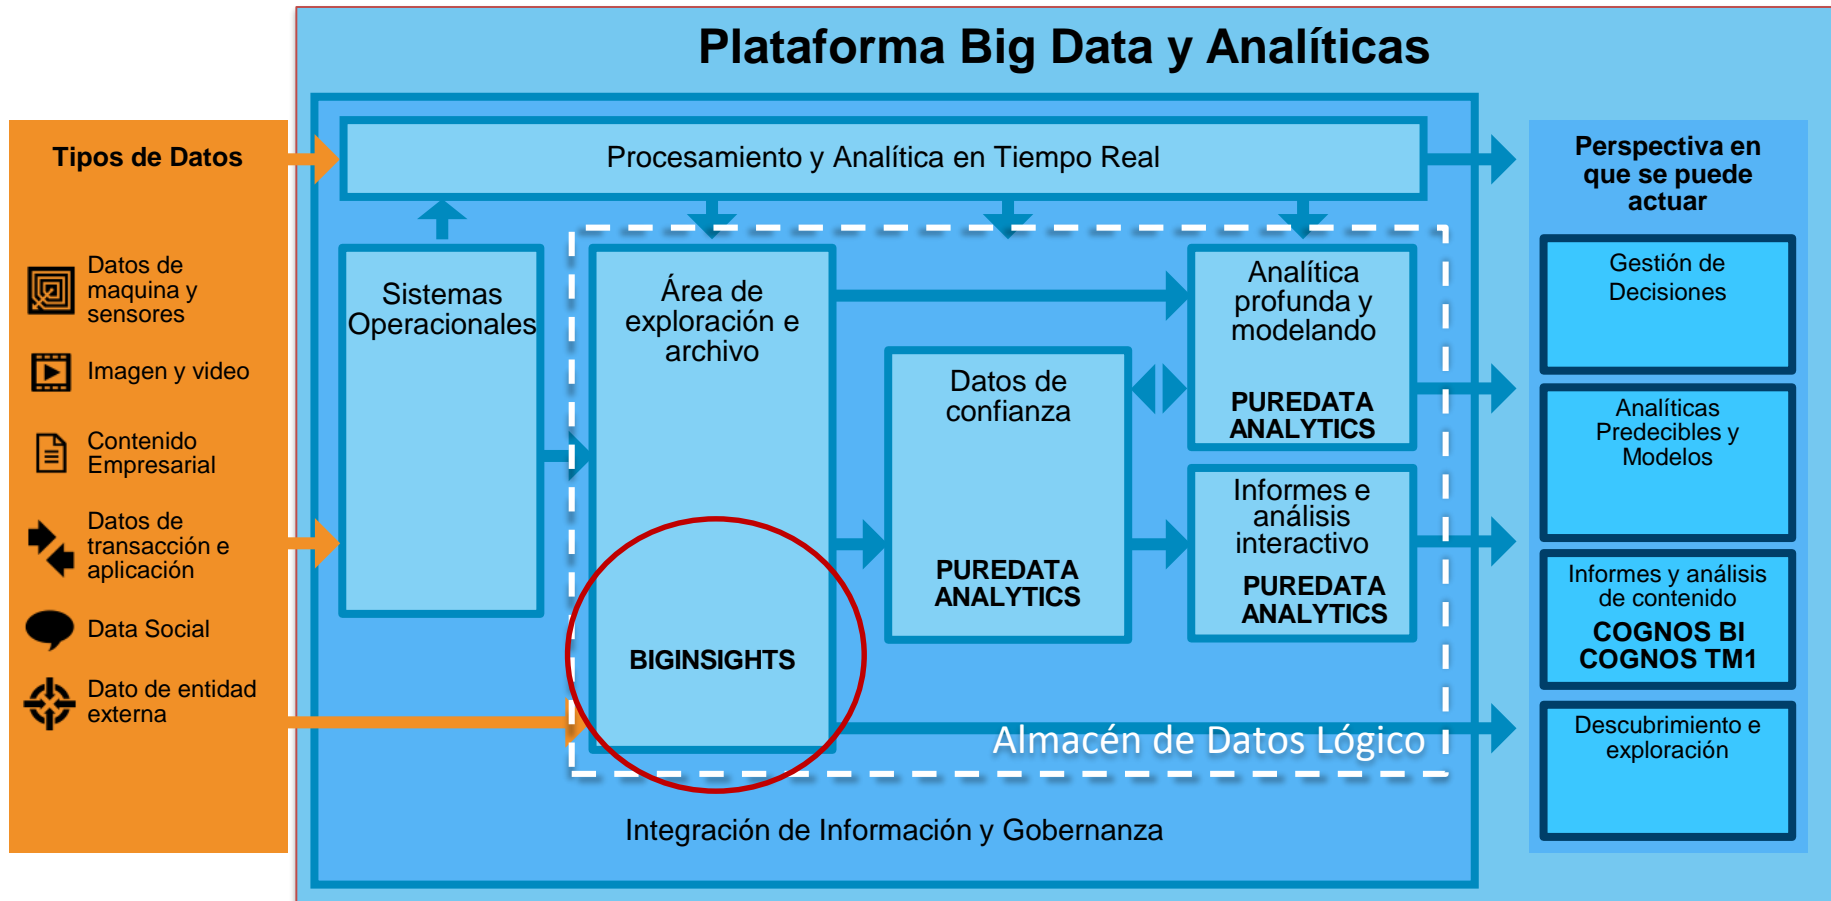 Plataforma Big Data y Analíticas
Tipos de Datos
Datos de
maquina y
sensores
Imagen y video
Contenido
Empresarial
Datos de
transacción e
aplicación
Data Social
Dato de entidad
externa
Procesamiento y Analítica en Tiempo Real
Sistemas
Operacionales
Área de
exploración e
archivo
BIGINSIGHTS
Datos de
confianza
PUREDATA
ANALYTICS
Analítica
profunda y
modelando
PUREDATA
ANALYTICS
Informes e
análisis
interactivo
PUREDATA
ANALYTICS
Almacén de Datos Lógico
Integración de Información y Gobernanza
Perspectiva en
que se puede
actuar
Gestión de
Decisiones
Analíticas
Predecibles y
Modelos
Informes y análisis
de contenido
COGNOS BI
COGNOS TM1
Descubrimiento e
exploración